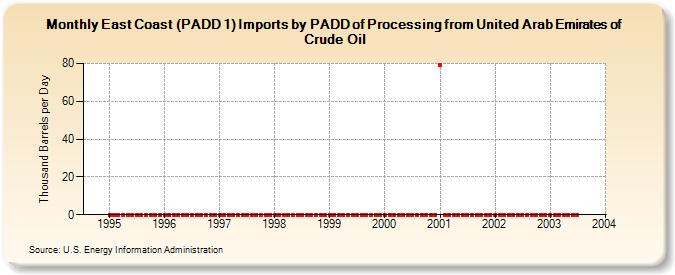 Monthly East Coast (PADD 1) Imports by PADD of Processing from United Arab Emirates of
Crude Oil
Thousand Barrels per Day
80
60
40
20
0
1995 1996 1997 1998 1999 2000 2001 2002 2003 2004
Source: U.S. Energy Information Administration